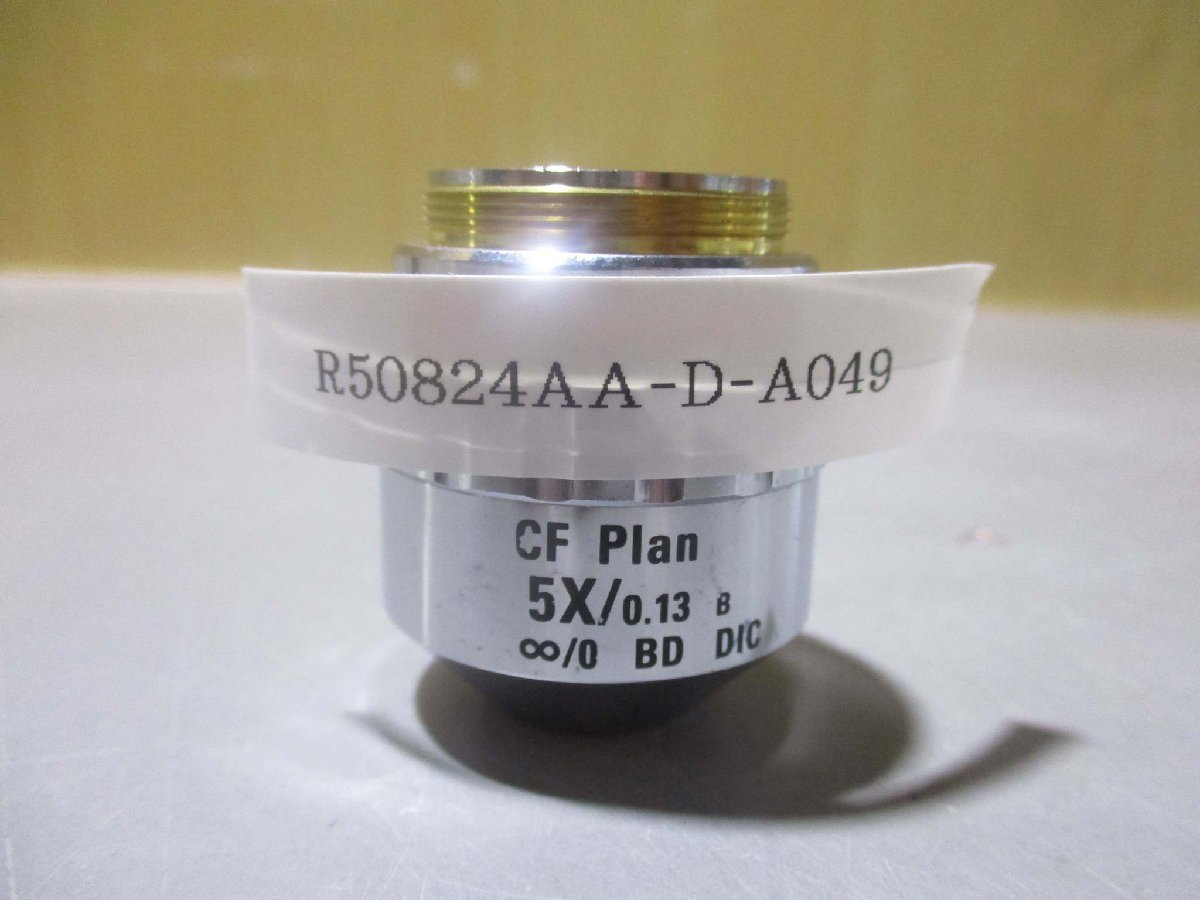 R50824AA-D-A049
CF Plan
5X/0.13 B
∞/0 BD DIC